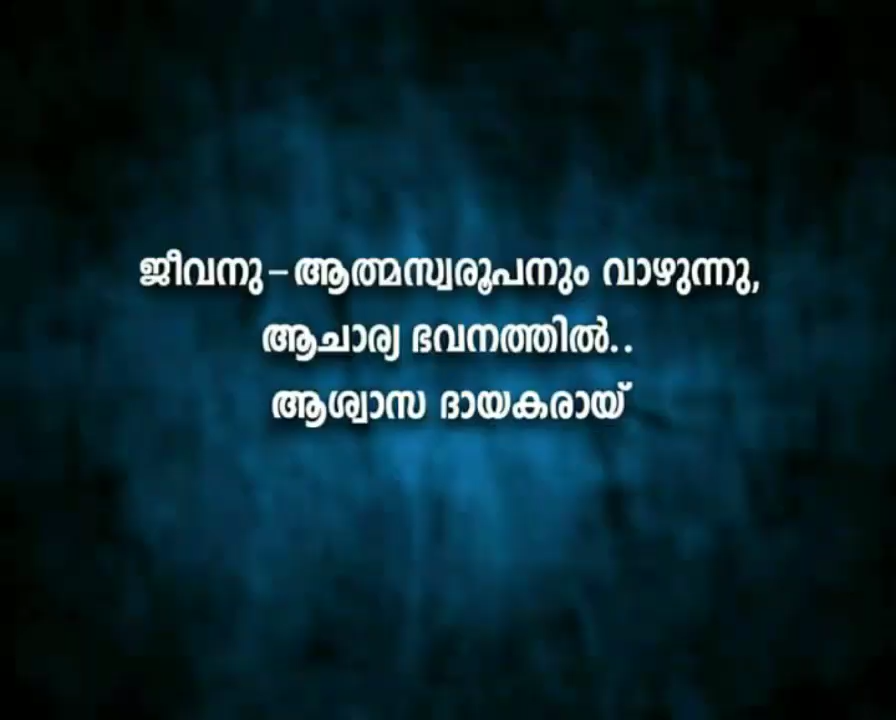 ജീവനു-ആത്മസ്വരൂപനും വാഴുന്നു,
ആചാര്യ ഭവനത്തിൽ..
ആശ്വാസ ദായകരായ്